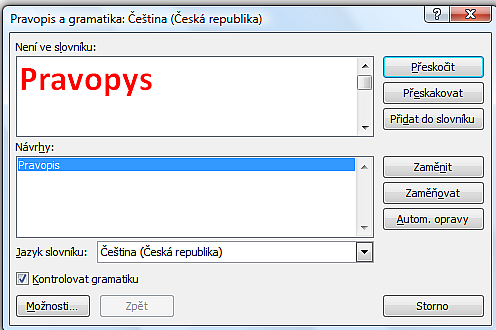 Pravopis a gramatika: Čeština (Česká republika)
Není ve slovníku:
Pravopys
Přeskočit
Přeskakovat
Přidat do slovníku
Návrhy:
Pravopis
Zaměnit
Zaměňovat
Autom. opravy
Jazyk slovníku: Čeština (Česká republika)
Kontrolovat gramatiku
Možnosti... Zpět Storno